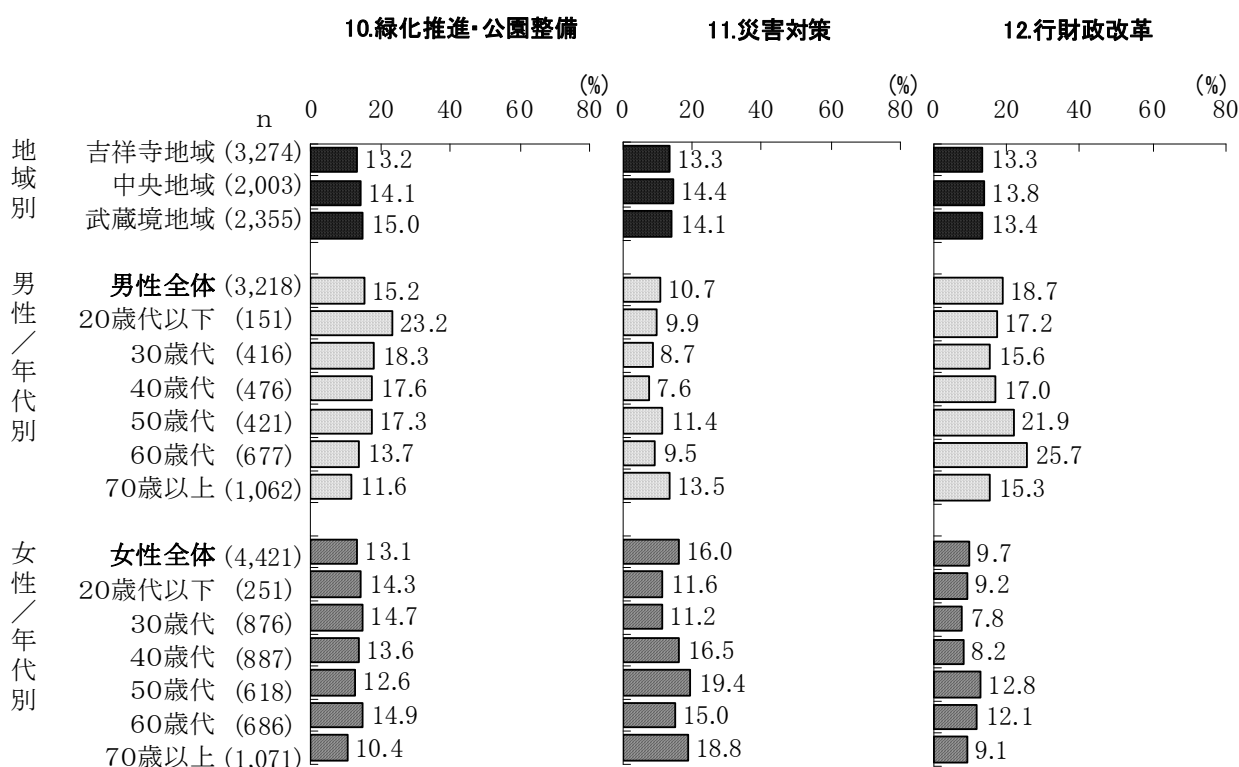 10.緑化推進・公園整備 11.災害対策 12.行財政改革
(%) (%) (%)
0 20 40 60 80 0 20 40 60 80 0 20 40 60 80
n
地域別
吉祥寺地域 (3,274) 13.2 13.3 13.3
中央地域 (2,003) 14.1 14.4 13.8
武蔵境地域 (2,355) 15.0 14.1 13.4
男性／年代別
男性全体 (3,218) 15.2 10.7 18.7
20歳代以下 (151) 23.2 9.9 17.2
30歳代 (416) 18.3 8.7 15.6
40歳代 (476) 17.6 7.6 17.0
50歳代 (421) 17.3 11.4 21.9
60歳代 (677) 13.7 9.5 25.7
70歳以上 (1,062) 11.6 13.5 15.3
女性／年代別
女性全体 (4,421) 13.1 16.0 9.7
20歳代以下 (251) 14.3 11.6 9.2
30歳代 (876) 14.7 11.2 7.8
40歳代 (887) 13.6 16.5 8.2
50歳代 (618) 12.6 19.4 12.8
60歳代 (686) 14.9 15.0 12.1
70歳以上 (1,071) 10.4 18.8 9.1